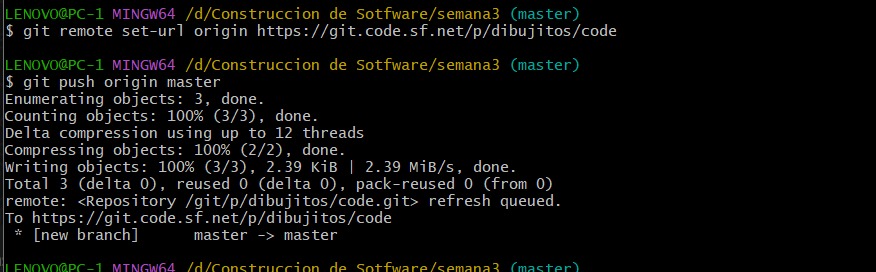 LENOVO@PC-1 MINGW64 /d/Construccion de Sotfware/semana3 (master)
$ git remote set-url origin https://git.code.sf.net/p/dibujitos/code
LENOVO@PC-1 MINGW64 /d/Construccion de Sotfware/semana3 (master)
$ git push origin master
Enumerating objects: 3, done.
Counting objects: 100% (3/3), done.
Delta compression using up to 12 threads
Compressing objects: 100% (2/2), done.
Writing objects: 100% (3/3), 2.39 KiB | 2.39 MiB/s, done.
Total 3 (delta 0), reused 0 (delta 0), pack-reused 0 (from 0)
remote: <Repository /git/p/dibujitos/code.git> refresh queued.
To https://git.code.sf.net/p/dibujitos/code
 * [new branch]      master -> master
LENOVO@PC-1 MINGW64 /d/Construccion de Sotfware/semana3 (master)